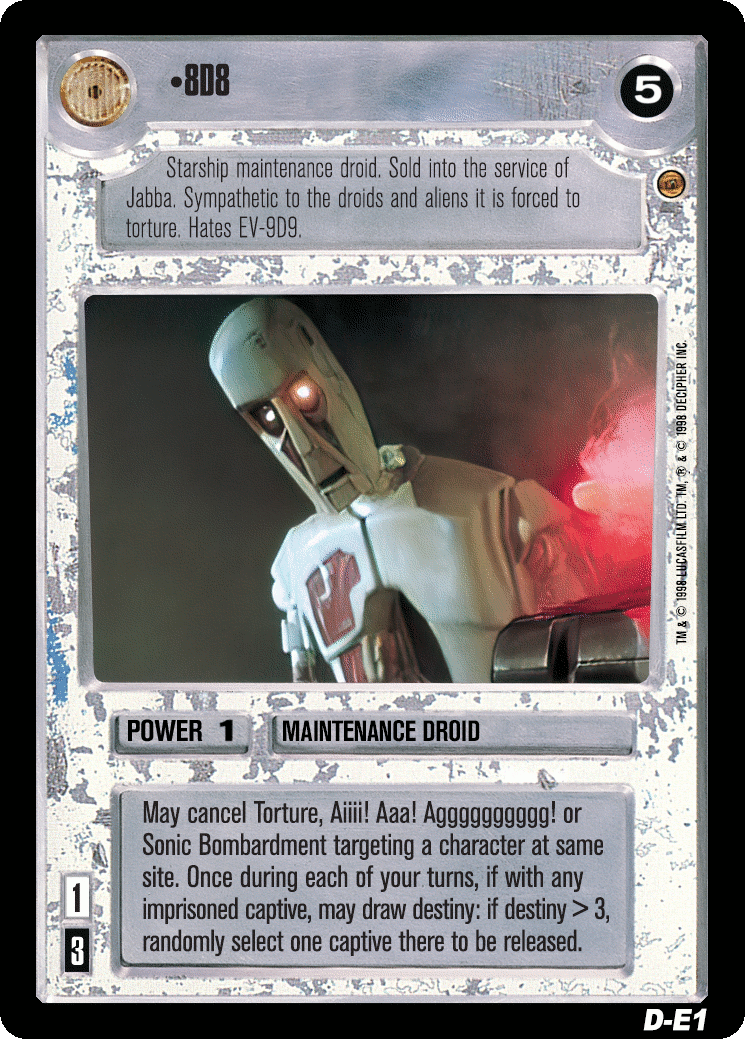 •8D8
5
Starship maintenance droid. Sold into the service of
Jabba. Sympathetic to the droids and aliens it is forced to
torture. Hates EV-9D9.
TM & © 1998 LUCASFILM LTD. TM, ® & © 1998 DECIPHER INC.
POWER 1
MAINTENANCE DROID
May cancel Torture, Aiiii! Aaa! Agggggggggg! or
Sonic Bombardment targeting a character at same
site. Once during each of your turns, if with any
imprisoned captive, may draw destiny: if destiny > 3,
randomly select one captive there to be released.
1
3
D-E1